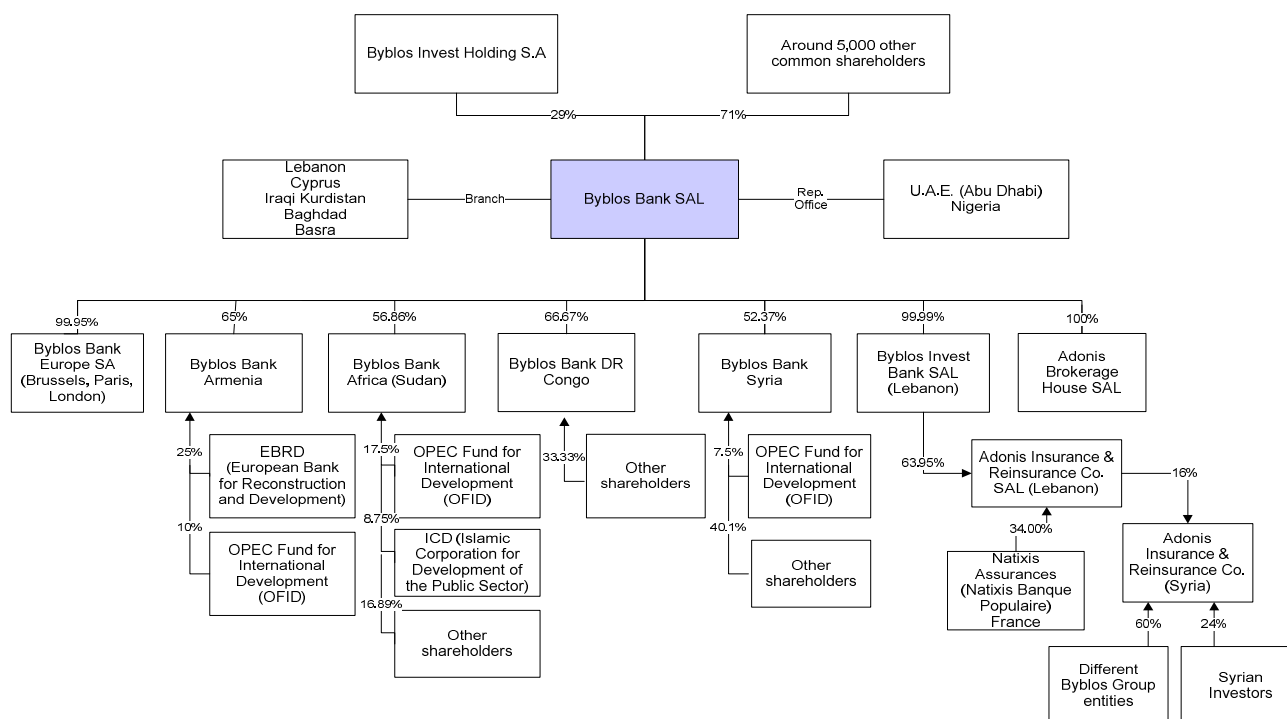 Byblos Invest Holding S.A
Around 5,000 other
common shareholders
29%
71%
Lebanon
Cyprus
Iraqi Kurdistan
Baghdad
Basra
Branch
Byblos Bank SAL
Rep.
Office
U.A.E. (Abu Dhabi)
Nigeria
99.95%
65%
56.86%
66.67%
52.37%
99.99%
100%
Byblos Bank
Europe SA
(Brussels, Paris,
London)
Byblos Bank
Armenia
Byblos Bank
Africa (Sudan)
Byblos Bank DR
Congo
Byblos Bank
Syria
Byblos Invest
Bank SAL
(Lebanon)
Adonis
Brokerage
House SAL
25%
EBRD
(European Bank
for Reconstruction
and Development)
10%
OPEC Fund for
International
Development
(OFID)
17.5%
OPEC Fund for
International
Development
(OFID)
8.75%
ICD (Islamic
Corporation for
Development of
the Public Sector)
16.89%
Other
shareholders
33.33%
Other
shareholders
7.5%
OPEC Fund for
International
Development
(OFID)
40.1%
Other
shareholders
63.95%
Adonis Insurance &
Reinsurance Co.
SAL (Lebanon)
16%
34.00%
Natixis
Assurances
(Natixis Banque
Populaire)
France
Adonis
Insurance &
Reinsurance Co.
(Syria)
60%
24%
Different
Byblos Group
entities
Syrian
Investors